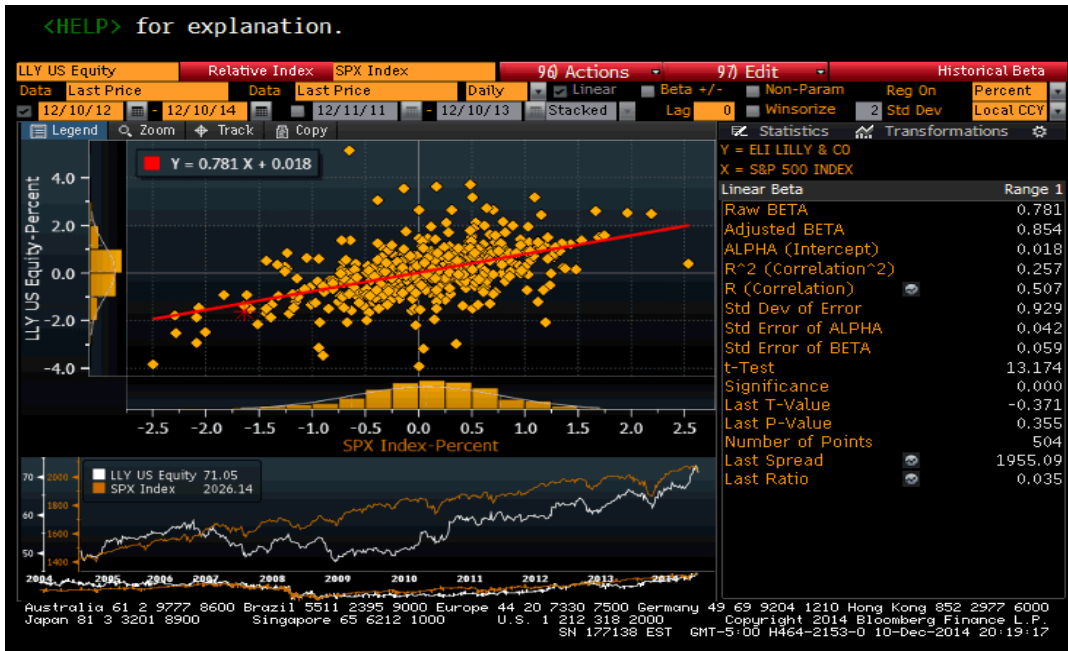 <HELP> for explanation.
LLY US Equity Relative Index SPX Index 96) Actions 97) Edit Historical Beta
Data Last Price Data Last Price Daily Linear Beta +/- Non-Param Reg On Percent
12/10/12 - 12/10/14 12/11/11 - 12/10/13 Stacked Lag 0 Winsorize 2 Std Dev Local CCY
Legend Zoom Track Copy Statistics Transformations
Y = ELI LILLY & CO
X = S&P 500 INDEX
Y = 0.781 X + 0.018
LLY US Equity-Percent
4.0
2.0
0.0
-2.0
-4.0
-2.5 -2.0 -1.5 -1.0 -0.5 0.0 0.5 1.0 1.5 2.0 2.5
SPX Index-Percent
Linear Beta Range 1
Raw BETA 0.781
Adjusted BETA 0.854
ALPHA (Intercept) 0.018
R^2 (Correlation^2) 0.257
R (Correlation) 0.507
Std Dev of Error 0.929
Std Error of ALPHA 0.042
Std Error of BETA 0.059
t-Test 13.174
Significance 0.000
Last T-Value -0.371
Last P-Value 0.355
Number of Points 504
Last Spread 1955.09
Last Ratio 0.035
LLY US Equity 71.05
SPX Index 2026.14
70 2000
1800
60 1600
50 1400
2004 2005 2006 2007 2008 2009 2010 2011 2012 2013 2014
Australia 61 2 9777 8600 Brazil 5511 2395 9000 Europe 44 20 7330 7500 Germany 49 69 9204 1210 Hong Kong 852 2977 6000
Japan 81 3 3201 8900 Singapore 65 6212 1000 U.S. 1 212 318 2000 Copyright 2014 Bloomberg Finance L.P.
SN 177138 EST GMT-5:00 H464-2153-0 10-Dec-2014 20:19:17